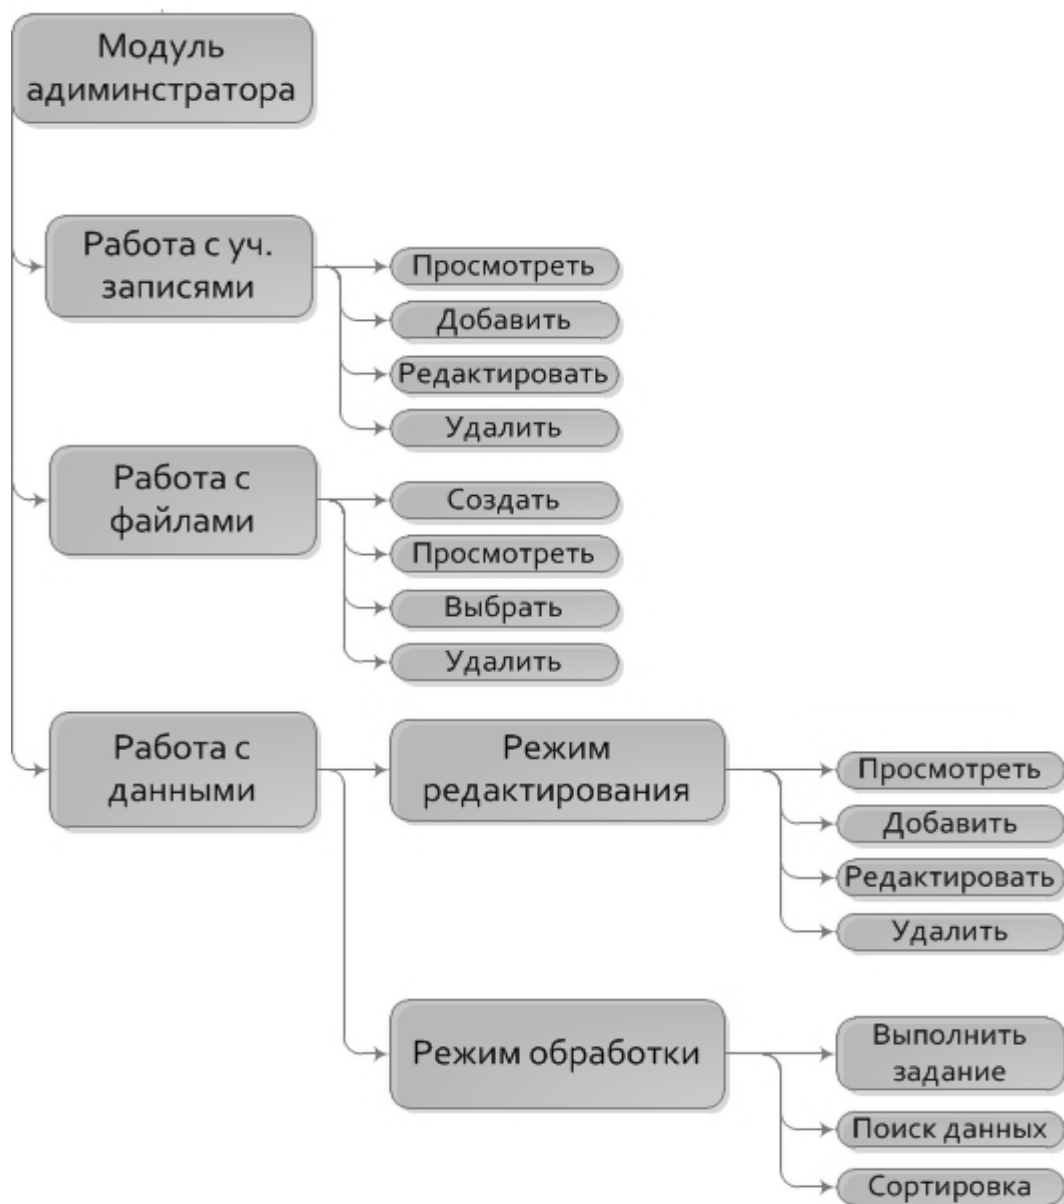 Модуль
адиминстратора
Работа с уч.
записями
Просмотреть
Добавить
Редактировать
Удалить
Работа с
файлами
Создать
Просмотреть
Выбрать
Удалить
Работа с
данными
Режим
редактирования
Просмотреть
Добавить
Редактировать
Удалить
Режим обработки
Выполнить
задание
Поиск данных
Сортировка